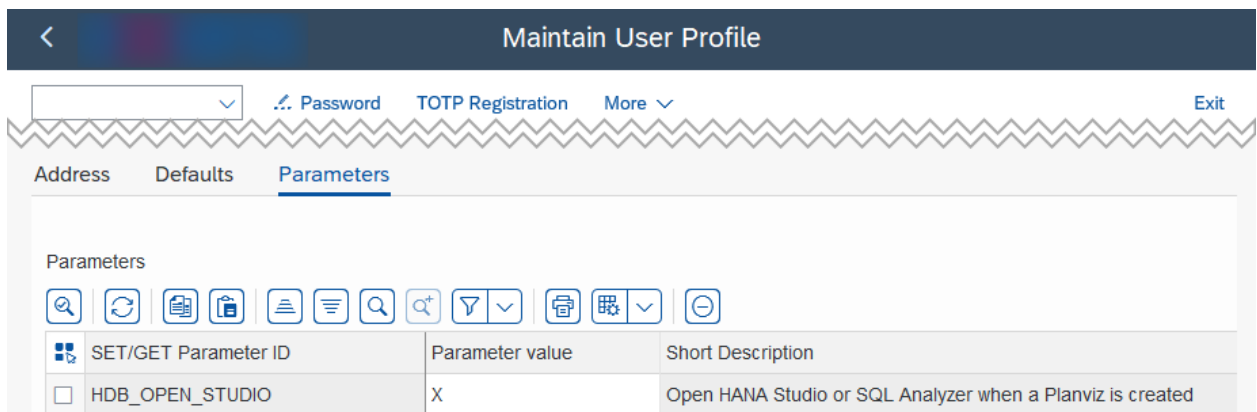 Maintain User Profile
Password TOTP Registration More Exit
Address Defaults Parameters
Parameters
SET/GET Parameter ID Parameter value Short Description
HDB_OPEN_STUDIO X Open HANA Studio or SQL Analyzer when a Planviz is created